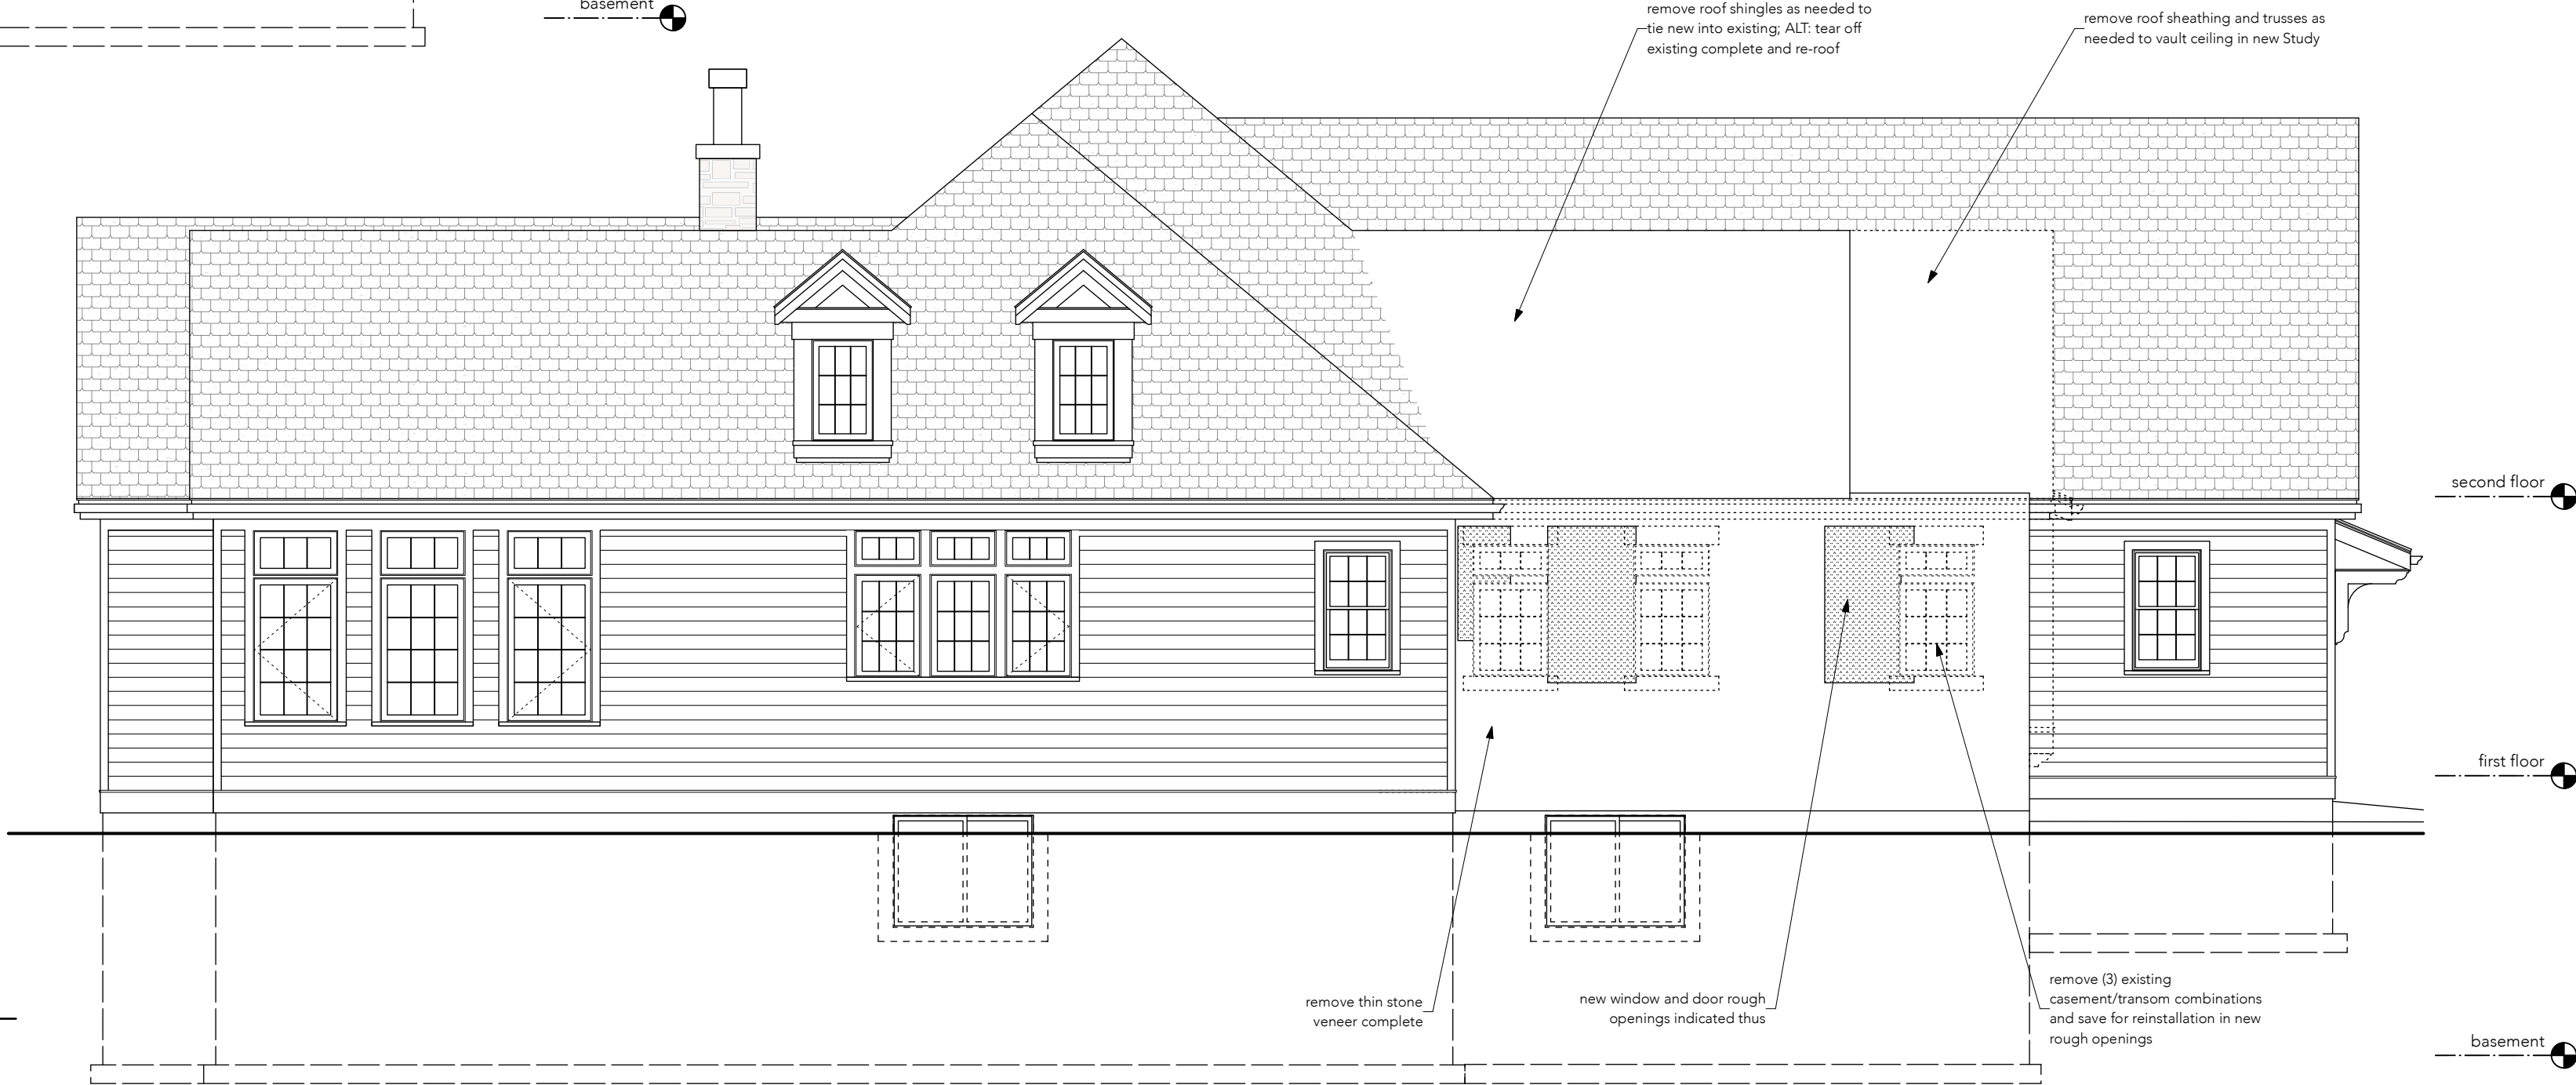 basement
remove roof shingles as needed to
tie new into existing; ALT: tear off
existing complete and re-roof
remove roof sheathing and trusses as
needed to vault ceiling in new Study
second floor
first floor
remove thin stone
veneer complete
new window and door rough
openings indicated thus
remove (3) existing
casement/transom combinations
and save for reinstallation in new
rough openings
basement